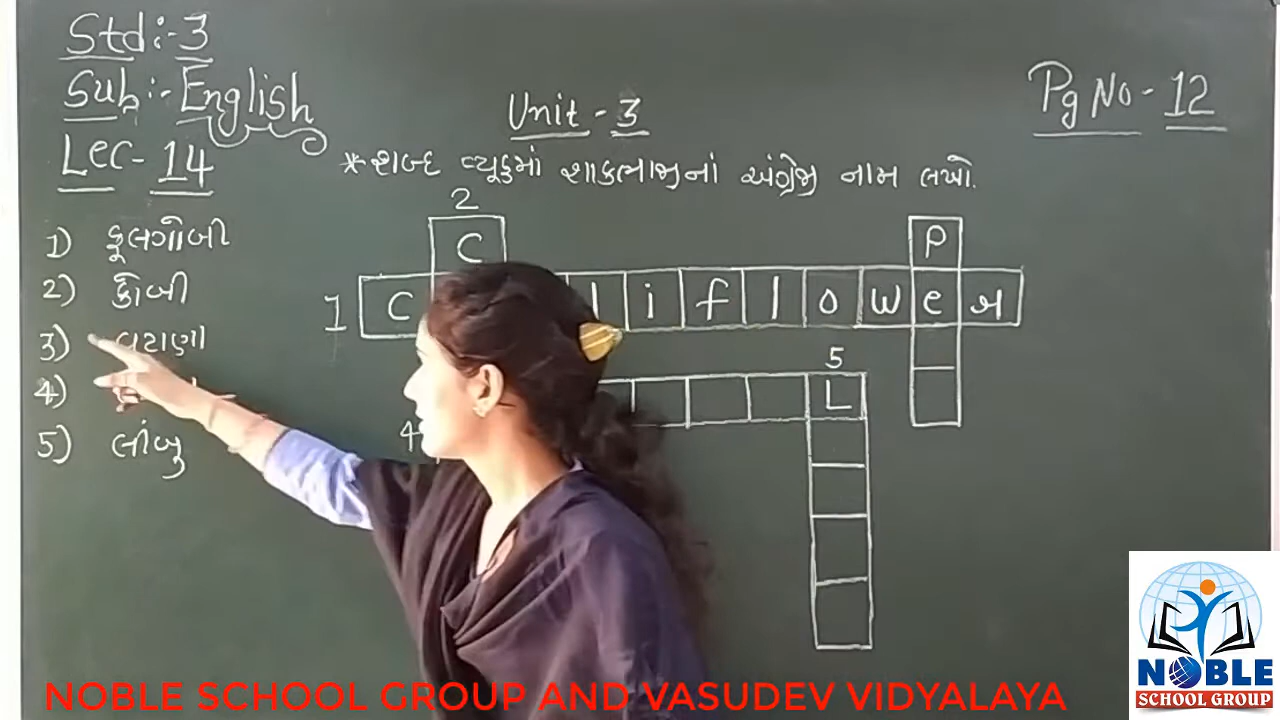 Std:-3
Sub:-English
Lec-14
Unit-3
Pg No-12
*શબ્દ વ્યૂહમાં શાકભાજીનાં અંગ્રેજી નામ લખો.
1) ફૂલગોબી
2) કોબી
3) વટાણા
4)
5) લીંબુ
2
C
P
1 C l i f l o w e r
5
L
4
NOBLE SCHOOL GROUP AND VASUDEV VIDYALAYA
NOBLE
SCHOOL GROUP